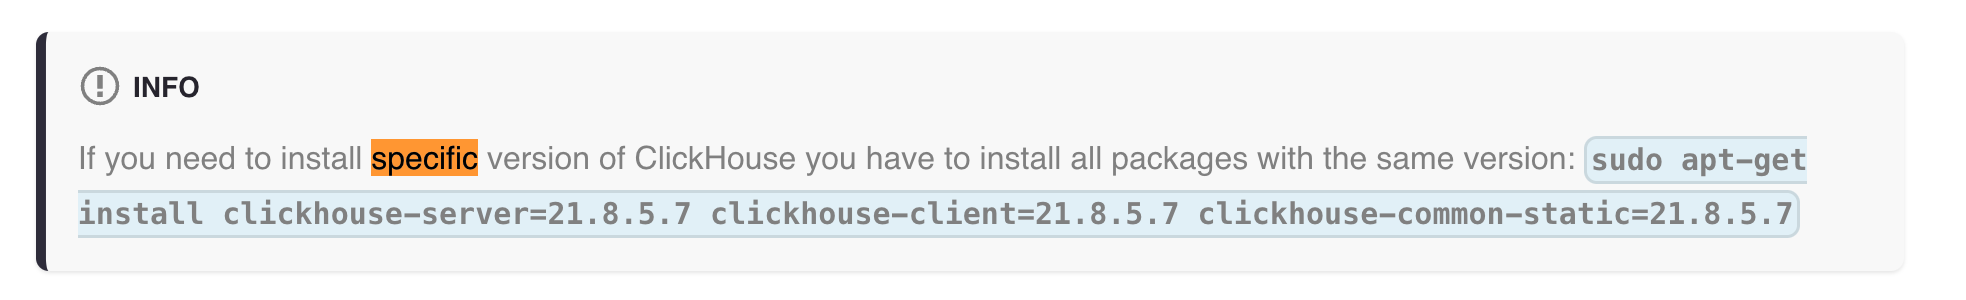 INFO
If you need to install specific version of ClickHouse you have to install all packages with the same version: sudo apt-get
install clickhouse-server=21.8.5.7 clickhouse-client=21.8.5.7 clickhouse-common-static=21.8.5.7